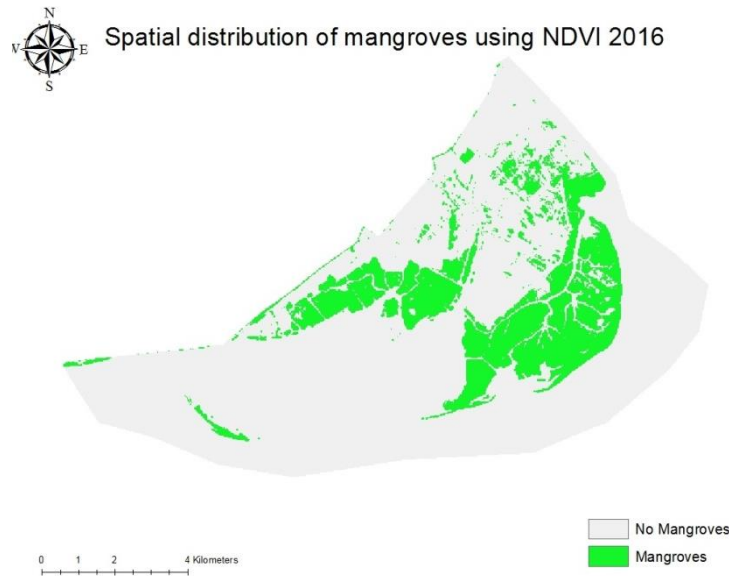 N
W
E
S
Spatial distribution of mangroves using NDVI 2016
No Mangroves
Mangroves
0 1 2 4 Kilometers